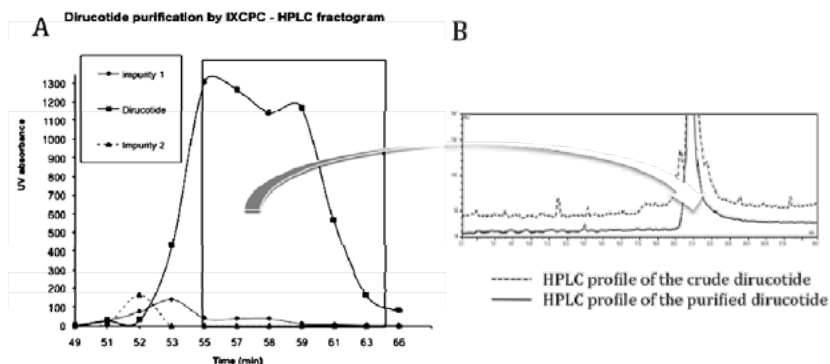 Dirucotide purification by IXCPC - HPLC fractogram
A
B
Impurity 1
Dirucotide
Impurity 2
UV absorbance
1300
1200
1100
1000
900
800
700
600
500
400
300
200
100
0
49 51 52 53 55 57 58 59 61 63 66
Time (min)
HPLC profile of the crude dirucotide
HPLC profile of the purified dirucotide